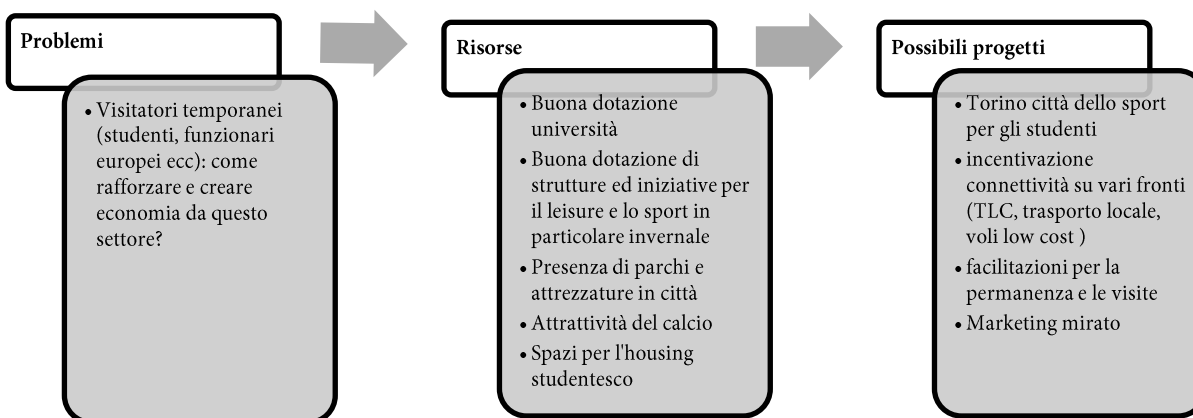 Problemi
• Visitatori temporanei
(studenti, funzionari
europei ecc): come
rafforzare e creare
economia da questo
settore?
Risorse
• Buona dotazione
università
• Buona dotazione di
strutture ed iniziative per
il leisure e lo sport in
particolare invernale
• Presenza di parchi e
attrezzature in città
• Attrattività del calcio
• Spazi per l'housing
studentesco
Possibili progetti
• Torino città dello sport
per gli studenti
• incentivazione
connettività su vari fronti
(TLC, trasporto locale,
voli low cost )
• facilitazioni per la
permanenza e le visite
• Marketing mirato